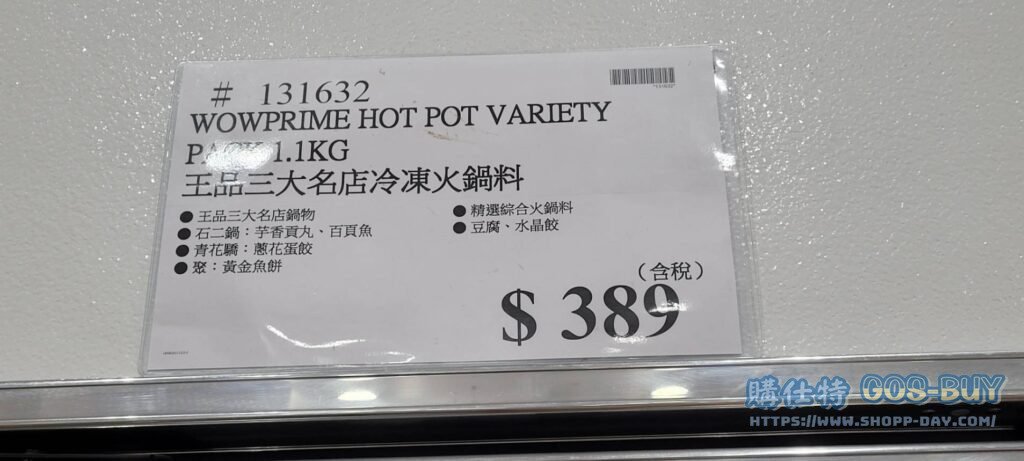 # 131632
"131632"
WOWPRIME HOT POT VARIETY
PACK 1.1KG
王品三大名店冷凍火鍋料
● 王品三大名店鍋物
● 石二鍋：芋香貢丸、百頁魚
● 青花驕：蔥花蛋餃
● 聚：黃金魚餅
● 精選綜合火鍋料
● 豆腐、水晶餃
（含稅）
$ 389
購仕特 GOS-BUY
HTTPS://WWW.SHOPP-DAY.COM/